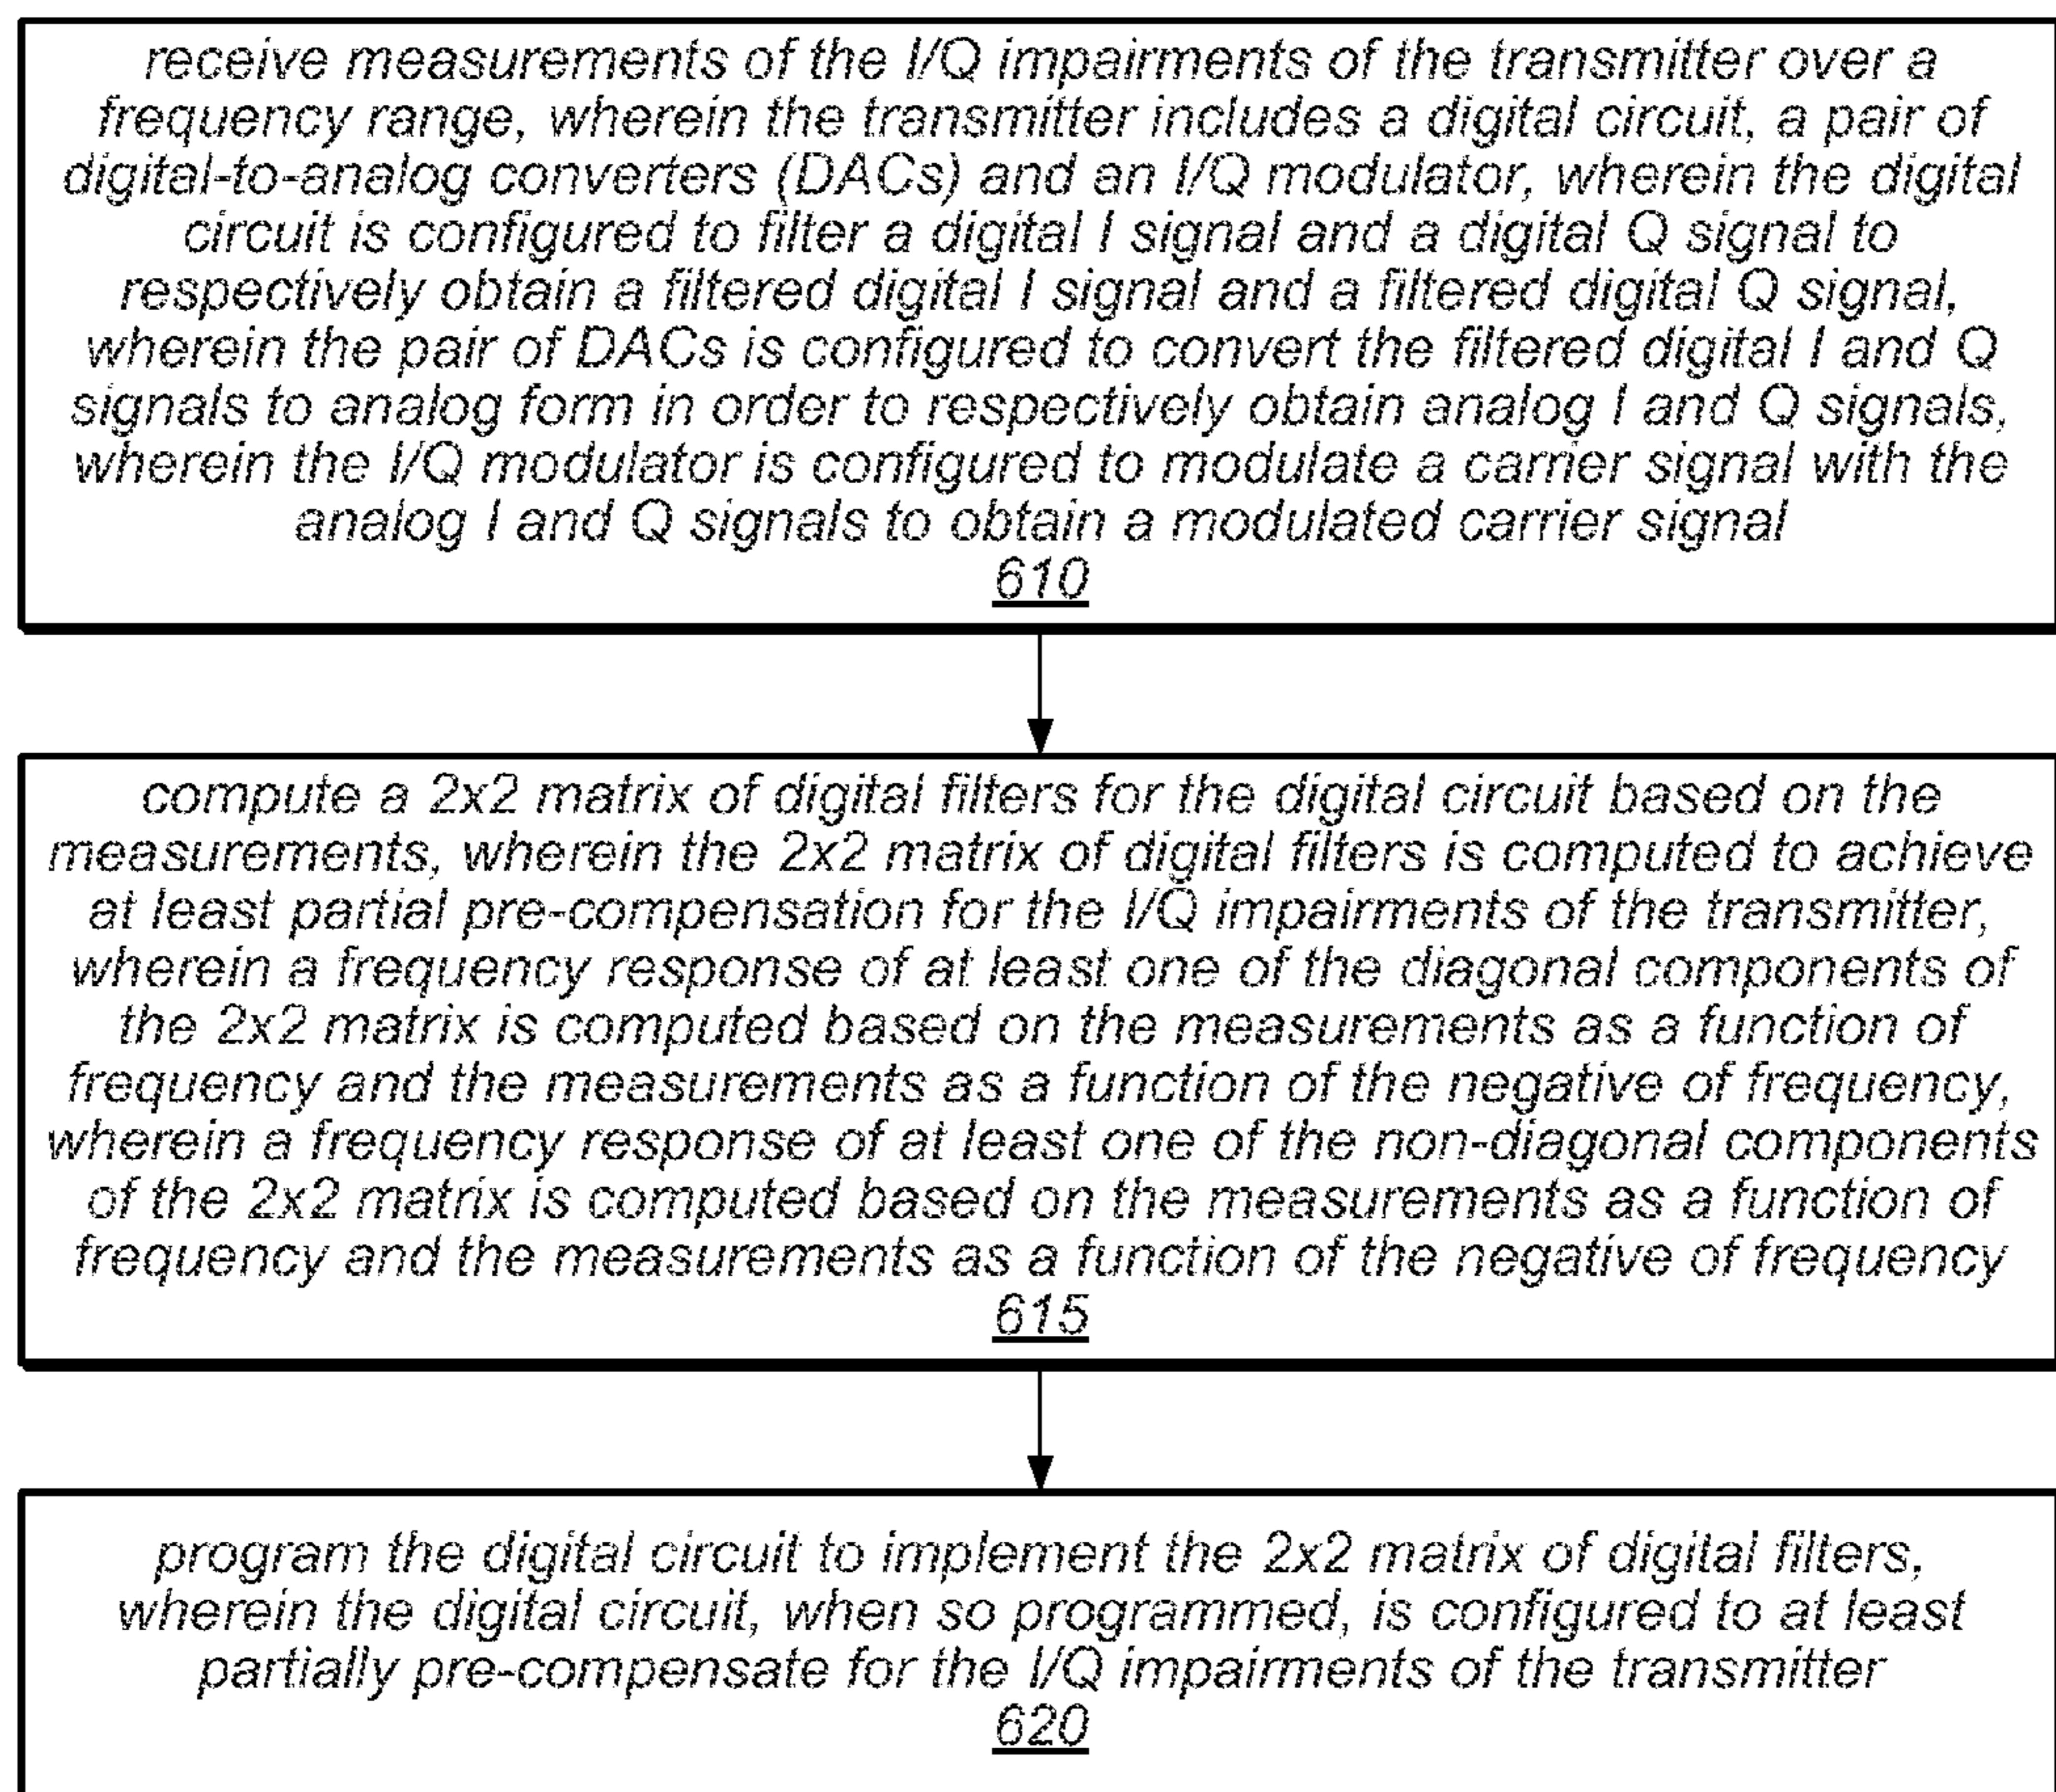 receive measurements of the I/Q impairments of the transmitter over a
frequency range, wherein the transmitter includes a digital circuit, a pair of
digital-to-analog converters (DACs) and an I/Q modulator, wherein the digital
circuit is configured to filter a digital I signal and a digital Q signal to
respectively obtain a filtered digital I signal and a filtered digital Q signal,
wherein the pair of DACs is configured to convert the filtered digital I and Q
signals to analog form in order to respectively obtain analog I and Q signals,
wherein the I/Q modulator is configured to modulate a carrier signal with the
analog I and Q signals to obtain a modulated carrier signal
610
compute a 2x2 matrix of digital filters for the digital circuit based on the
measurements, wherein the 2x2 matrix of digital filters is computed to achieve
at least partial pre-compensation for the I/Q impairments of the transmitter,
wherein a frequency response of at least one of the diagonal components of
the 2x2 matrix is computed based on the measurements as a function of
frequency and the measurements as a function of the negative of frequency,
wherein a frequency response of at least one of the non-diagonal components
of the 2x2 matrix is computed based on the measurements as a function of
frequency and the measurements as a function of the negative of frequency
615
program the digital circuit to implement the 2x2 matrix of digital filters,
wherein the digital circuit, when so programmed, is configured to at least
partially pre-compensate for the I/Q impairments of the transmitter
620